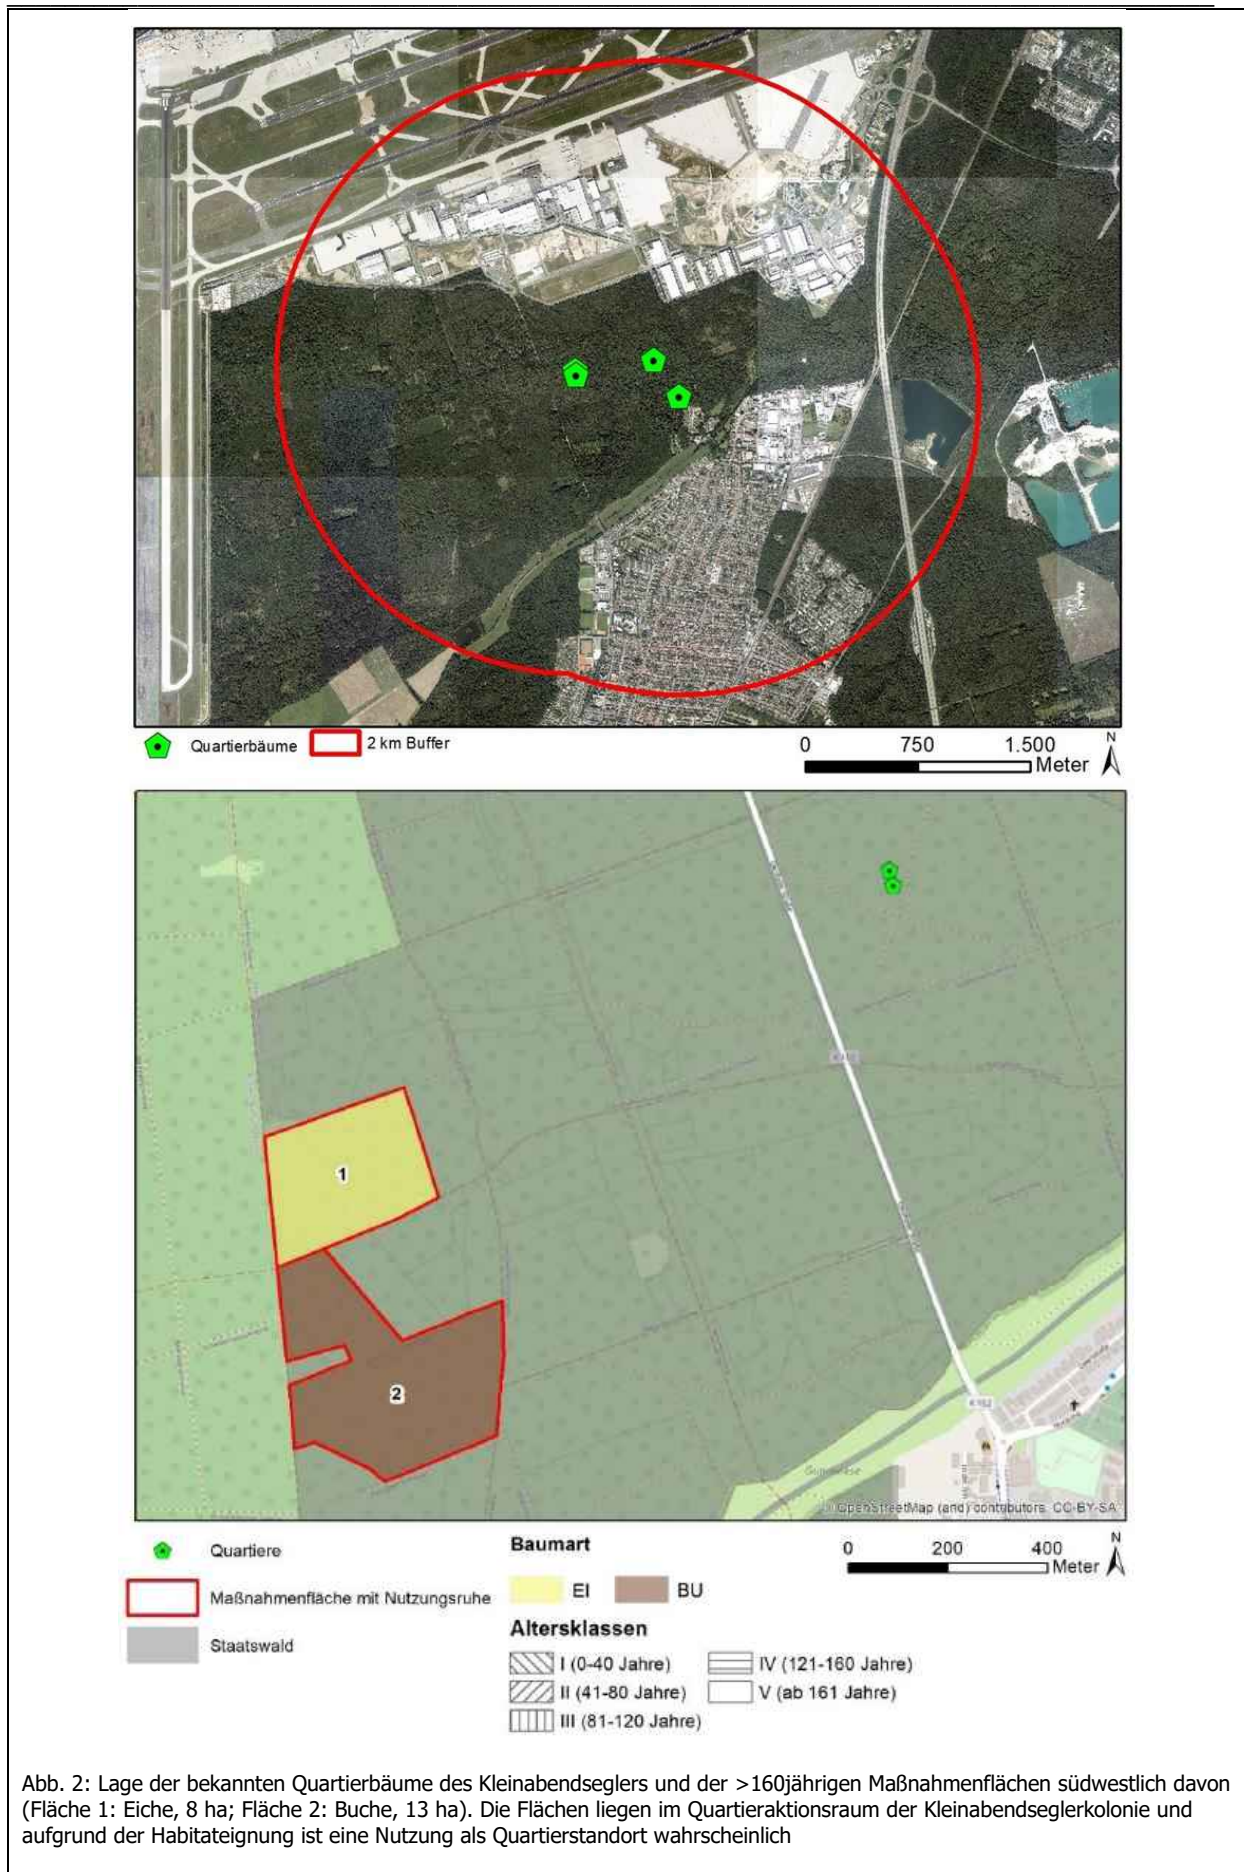 Quartierbäume
2 km Buffer
0 750 1.500
Meter
N
1
2
K152
© OpenStreetMap (and) contributors, CC-BY-SA
Quartiere
Maßnahmenfläche mit Nutzungsruhe
Staatswald
Baumart
EI BU
Altersklassen
I (0-40 Jahre)
II (41-80 Jahre)
III (81-120 Jahre)
IV (121-160 Jahre)
V (ab 161 Jahre)
0 200 400
Meter
N
Abb. 2: Lage der bekannten Quartierbäume des Kleinabendseglers und der >160jährigen Maßnahmenflächen südwestlich davon
(Fläche 1: Eiche, 8 ha; Fläche 2: Buche, 13 ha). Die Flächen liegen im Quartieraktionsraum der Kleinabendseglerkolonie und
aufgrund der Habitateignung ist eine Nutzung als Quartierstandort wahrscheinlich